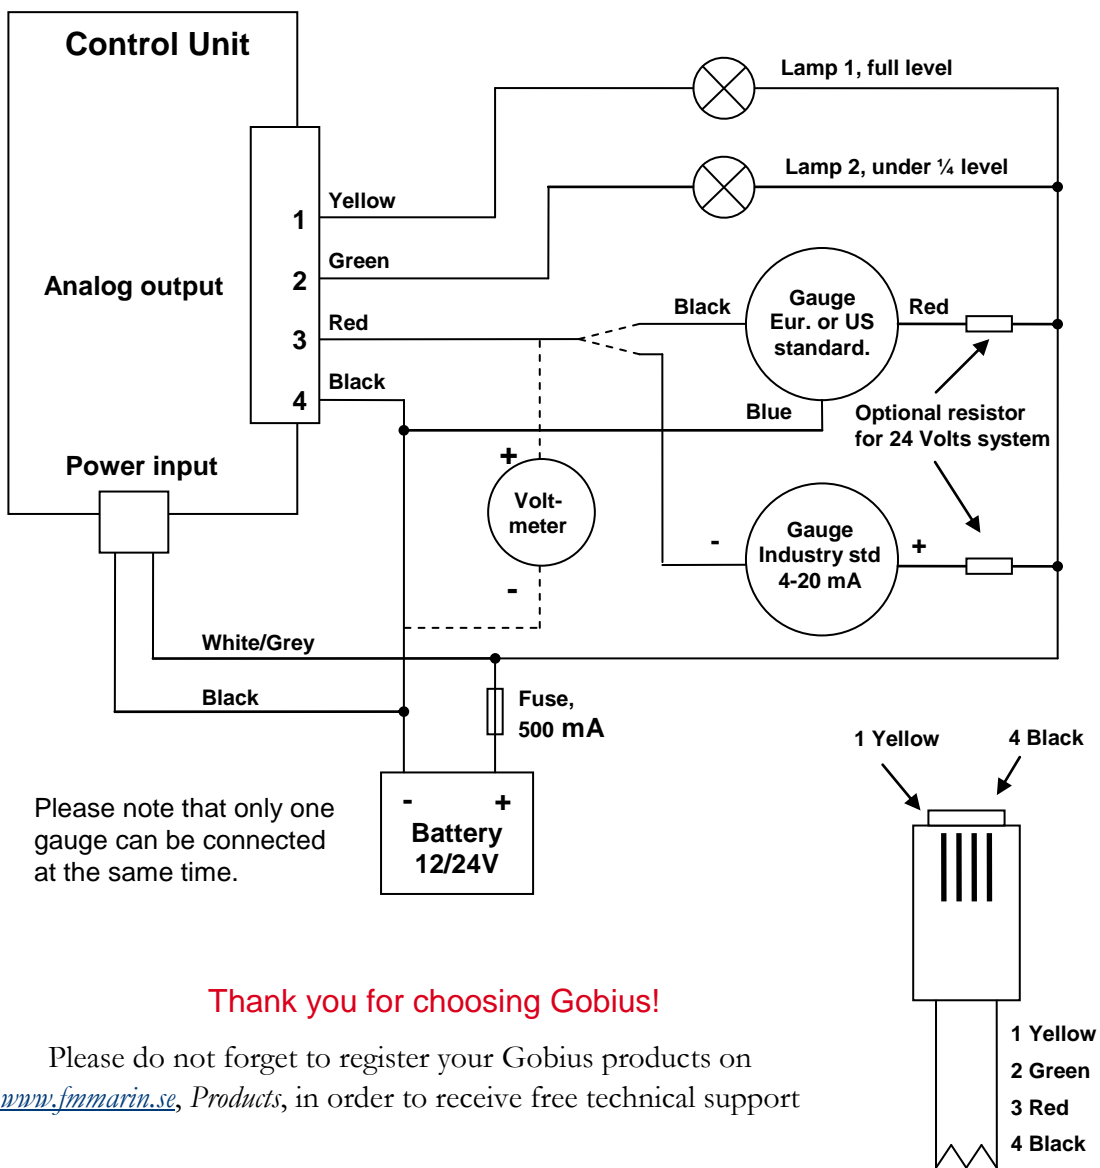 Control Unit
Lamp 1, full level
Lamp 2, under ¼ level
1
Yellow
2
Green
Analog output
3
Red
4
Black
Black
Gauge
Eur. or US
standard.
Red
Blue
Optional resistor
for 24 Volts system
Power input
+
Volt-
meter
-
-
Gauge
Industry std
4-20 mA
+
White/Grey
Black
Fuse,
500 mA
- +
Battery
12/24V
Please note that only one
gauge can be connected
at the same time.
1 Yellow
4 Black
1 Yellow
2 Green
3 Red
4 Black
Thank you for choosing Gobius!
Please do not forget to register your Gobius products on
www.fmmarin.se, Products, in order to receive free technical support